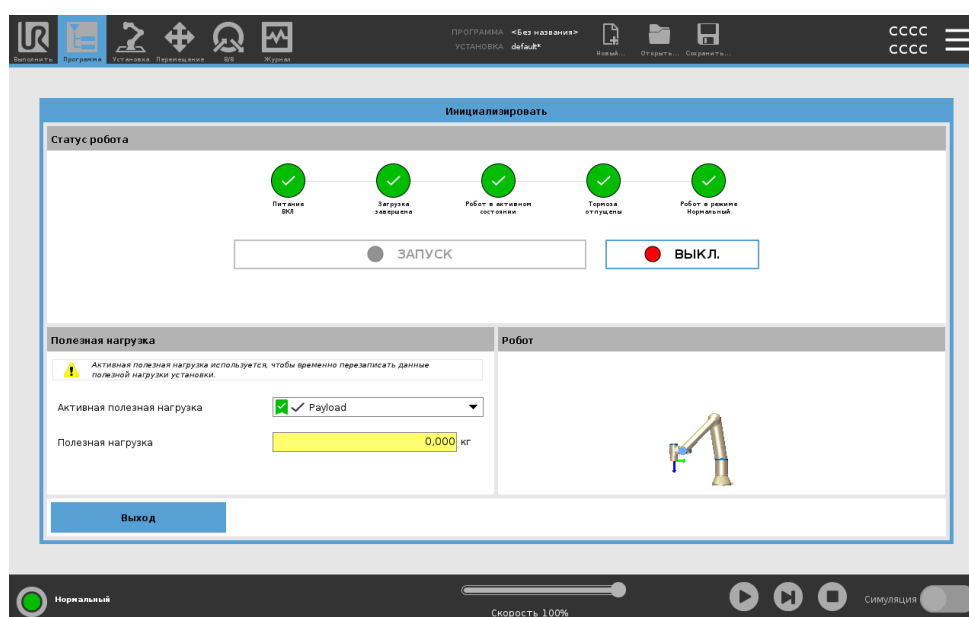 ПРОГРАММА <Без названия>
УСТАНОВКА default*
Выполнить Программа Установка Перемещение В/В Журнал
Новый... Открыть... Сохранить...
cccc
cccc
Инициализировать
Статус робота
Питание ВКЛ
Загрузка завершена
Робот в активном состоянии
Тормоза отпущены
Робот в режиме Нормальный
ЗАПУСК
ВЫКЛ.
Полезная нагрузка
Активная полезная нагрузка используется, чтобы временно перезаписать данные
полезной нагрузки установки.
Активная полезная нагрузка
Payload
Полезная нагрузка
0,000 кг
Робот
Выход
Нормальный
Скорость 100%
Симуляция